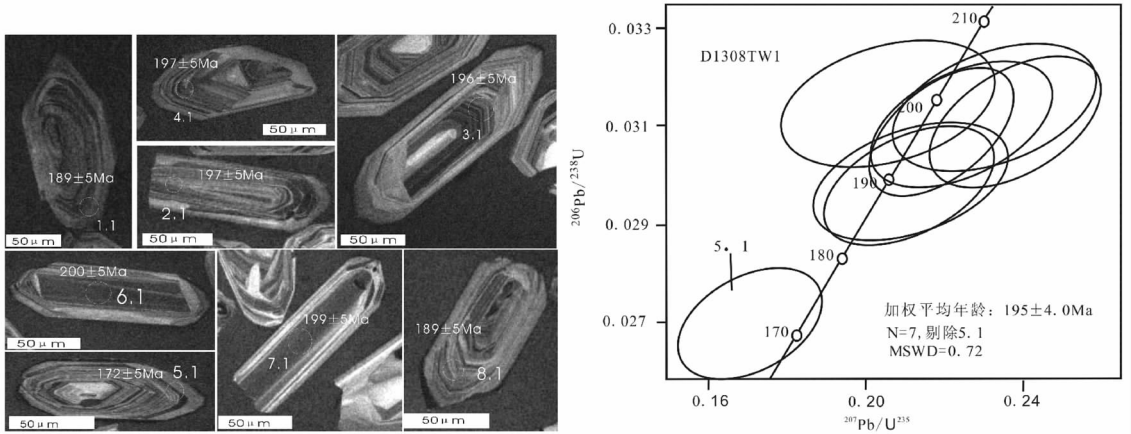 189±5Ma
1.1
50μm
197±5Ma
4.1
50μm
197±5Ma
2.1
50μm
196±5Ma
3.1
50μm
200±5Ma
6.1
50μm
172±5Ma
5.1
50μm
199±5Ma
7.1
50μm
189±5Ma
8.1
50μm
D1308TW1
210
200
190
180
170
5. 1
加权平均年龄: 195±4.0Ma
N=7, 剔除5.1
MSWD=0.72
0.033
0.031
0.029
0.027
²⁰⁶Pb/²³⁸U
0.16
0.20
0.24
²⁰⁷Pb/U²³⁵